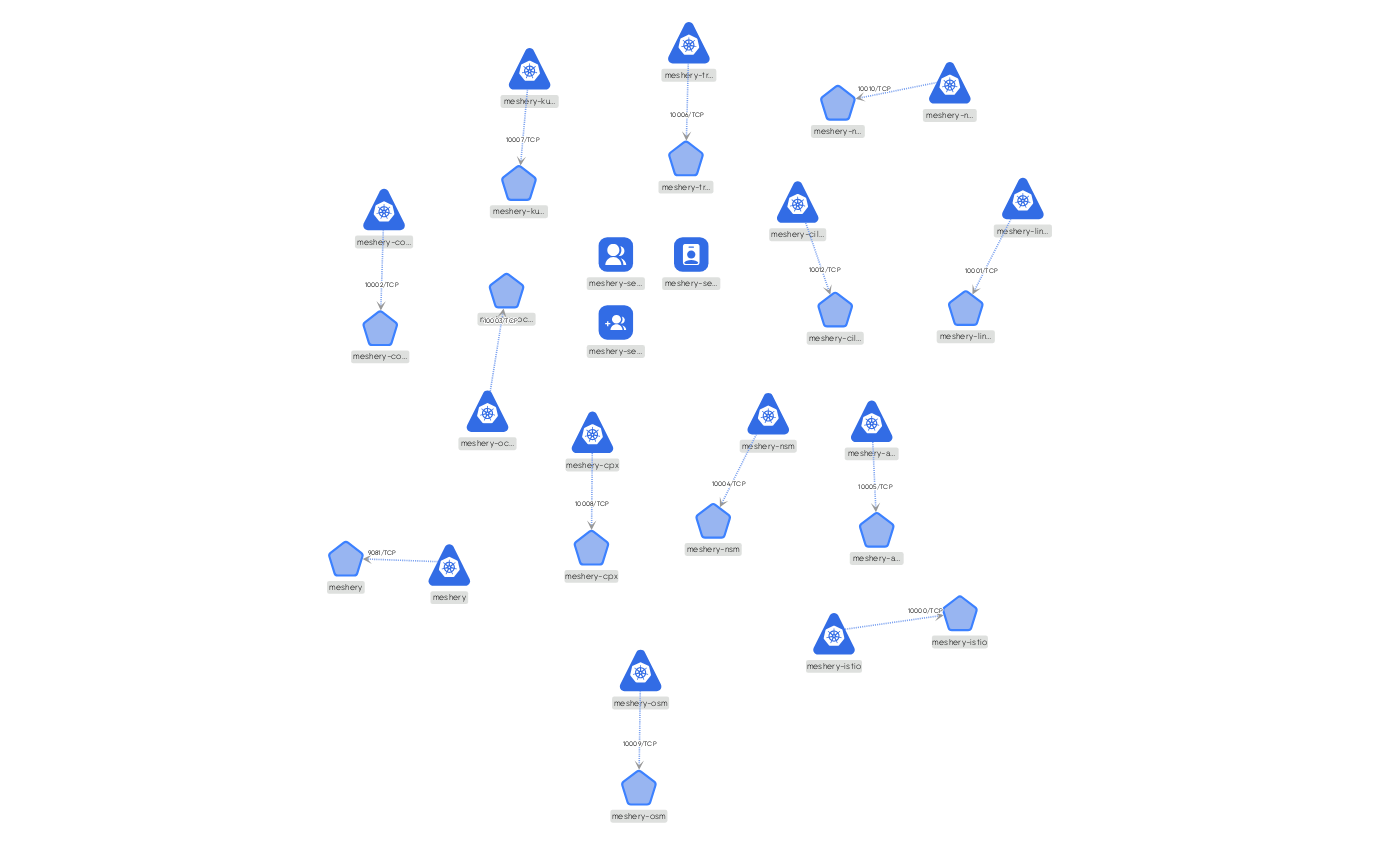 meshery-tr...
meshery-ku...
10010/TCP
meshery-n...
10006/TCP
meshery-n...
10007/TCP
meshery-tr...
meshery-ku...
meshery-lin...
meshery-cil...
meshery-co...
10012/TCP
10001/TCP
meshery-se...
meshery-se...
10002/TCP
10003/TCP
meshery-cil...
meshery-lin...
meshery-se...
meshery-co...
meshery-oc...
meshery-nsm
meshery-a...
meshery-cpx
10004/TCP
10005/TCP
10008/TCP
meshery-nsm
9081/TCP
meshery-a...
meshery-cpx
meshery
meshery
10000/TCP
meshery-istio
meshery-istio
meshery-osm
10009/TCP
meshery-osm